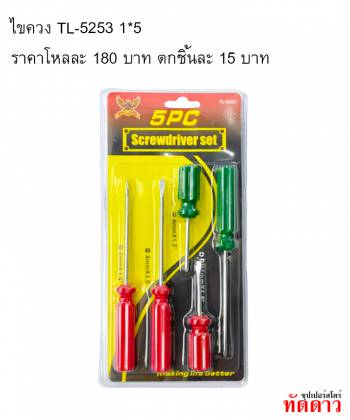 ไขควง TL-5253 1*5
ราคาโหลละ 180 บาท ตกชิ้นละ 15 บาท
TL-5253
5PC
Screwdriver set
4mmX1.5"
Making life better
ซุปเปอร์สโตร์
ทัดดาว